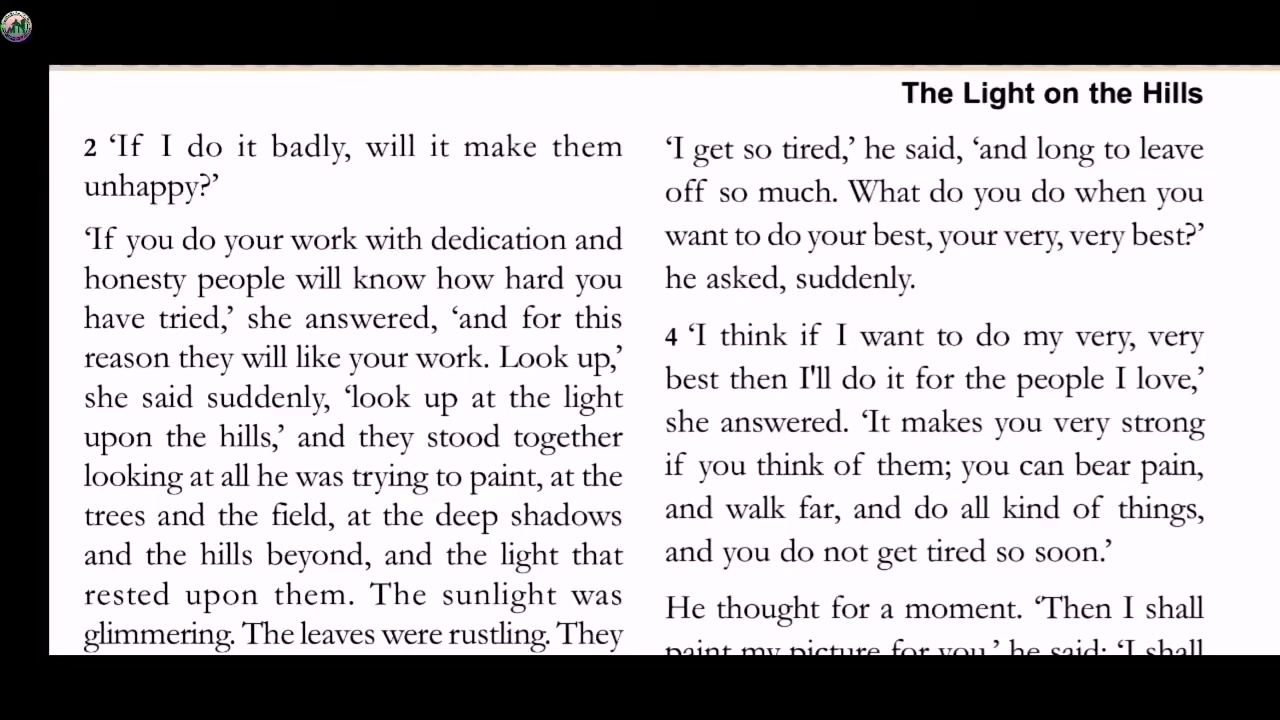 The Light on the Hills
2 ‘If I do it badly, will it make them
unhappy?’
‘If you do your work with dedication and
honesty people will know how hard you
have tried,’ she answered, ‘and for this
reason they will like your work. Look up,’
she said suddenly, ‘look up at the light
upon the hills,’ and they stood together
looking at all he was trying to paint, at the
trees and the field, at the deep shadows
and the hills beyond, and the light that
rested upon them. The sunlight was
glimmering. The leaves were rustling. They
‘I get so tired,’ he said, ‘and long to leave
off so much. What do you do when you
want to do your best, your very, very best?’
he asked, suddenly.
4 ‘I think if I want to do my very, very
best then I'll do it for the people I love,’
she answered. ‘It makes you very strong
if you think of them; you can bear pain,
and walk far, and do all kind of things,
and you do not get tired so soon.’
He thought for a moment. ‘Then I shall
paint my picture for you,’ he said; ‘I shall